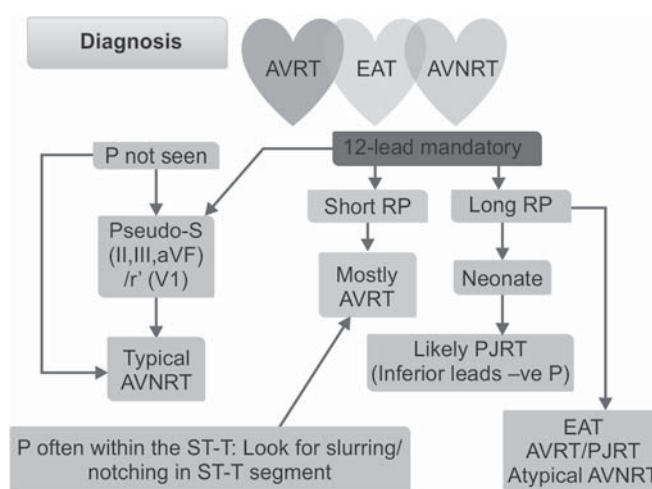 Diagnosis
AVRT
EAT
AVNRT
P not seen
12-lead mandatory
Pseudo-S
(II,III,aVF)
/r’ (V1)
Short RP
Long RP
Mostly
AVRT
Neonate
Typical
AVNRT
Likely PJRT
(Inferior leads –ve P)
P often within the ST-T: Look for slurring/
notching in ST-T segment
EAT
AVRT/PJRT
Atypical AVNRT